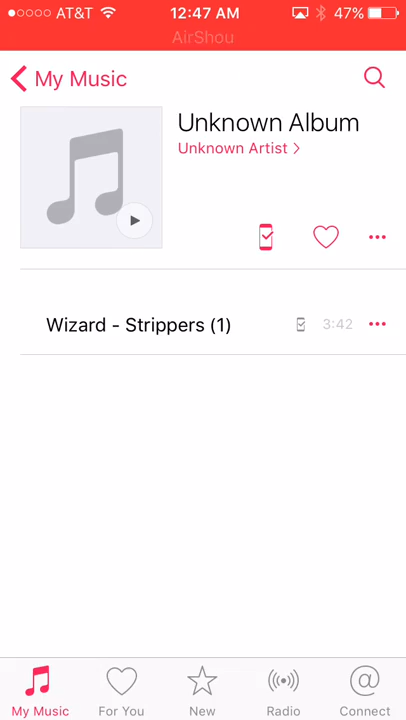 AT&T 12:47 AM 47%
AirShou
My Music
Unknown Album
Unknown Artist >
Wizard - Strippers (1) 3:42
My Music For You New Radio Connect